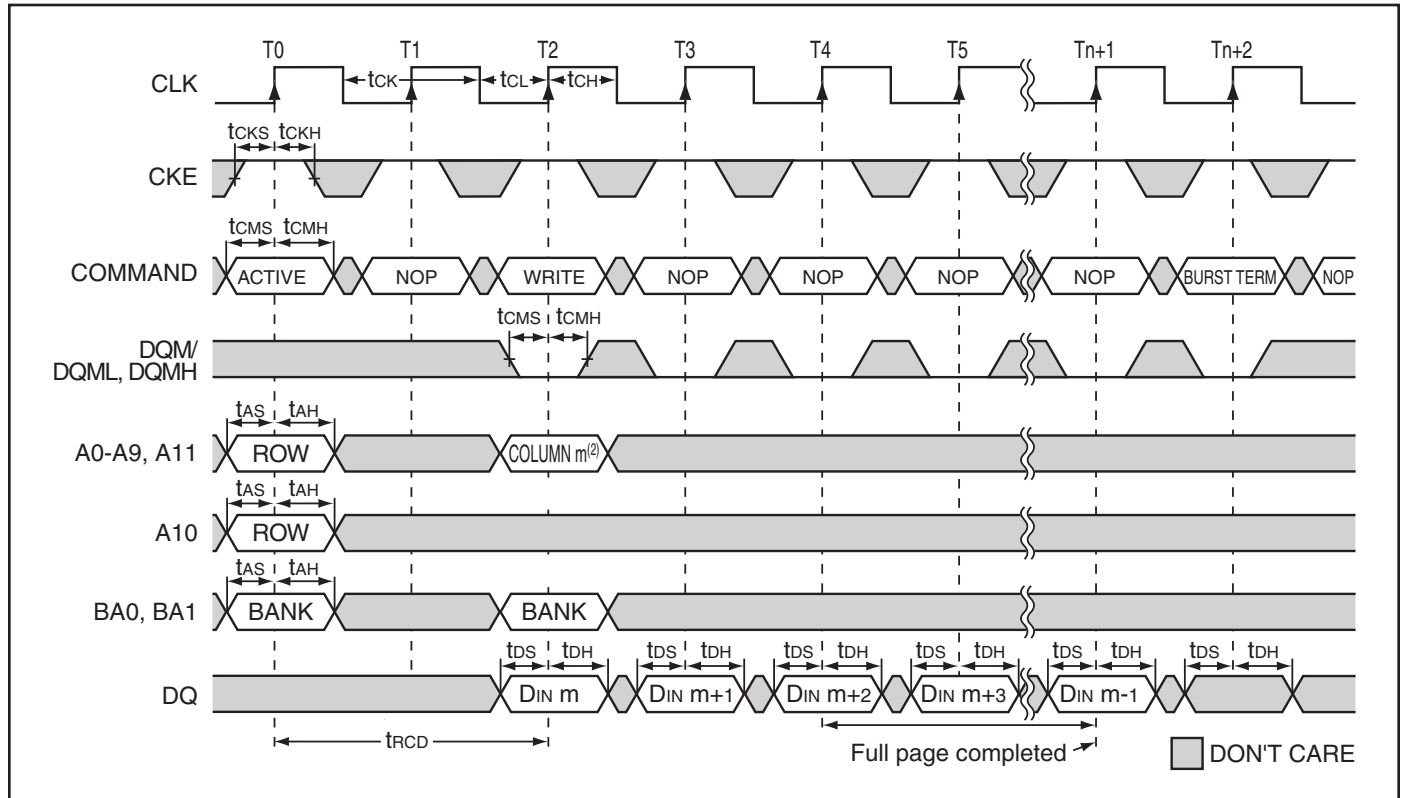 T0 T1 T2 T3 T4 T5 Tn+1 Tn+2
CLK tCK tCL tCH
tCKS tCKH
CKE
tCMS tCMH
COMMAND ACTIVE NOP WRITE NOP NOP NOP NOP BURST TERM NOP
tCMS tCMH
DQM/
DQML, DQMH
tAS tAH
A0-A9, A11 ROW COLUMN m(2)
tAS tAH
A10 ROW
tAS tAH
BA0, BA1 BANK BANK
tDS tDH tDS tDH tDS tDH tDS tDH tDS tDH tDS tDH
DQ DIN m DIN m+1 DIN m+2 DIN m+3 DIN m-1
tRCD
Full page completed
DON'T CARE